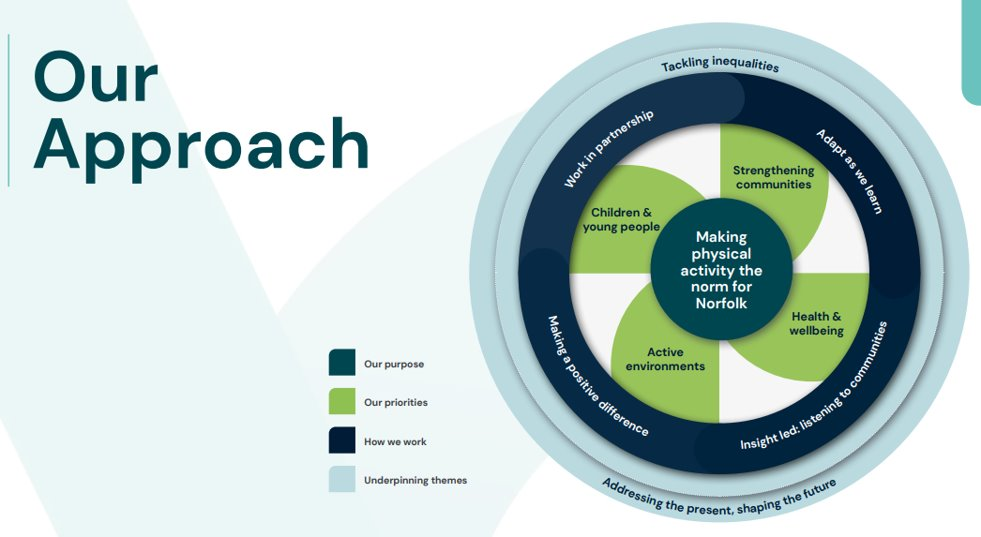 Our
Approach
Tackling inequalities
Work in partnership
Adapt as we learn
Strengthening
communities
Children &
young people
Making
physical
activity the
norm for
Norfolk
Health &
wellbeing
Active
environments
Making a positive difference
Insight led: listening to communities
Addressing the present, shaping the future
Our purpose
Our priorities
How we work
Underpinning themes